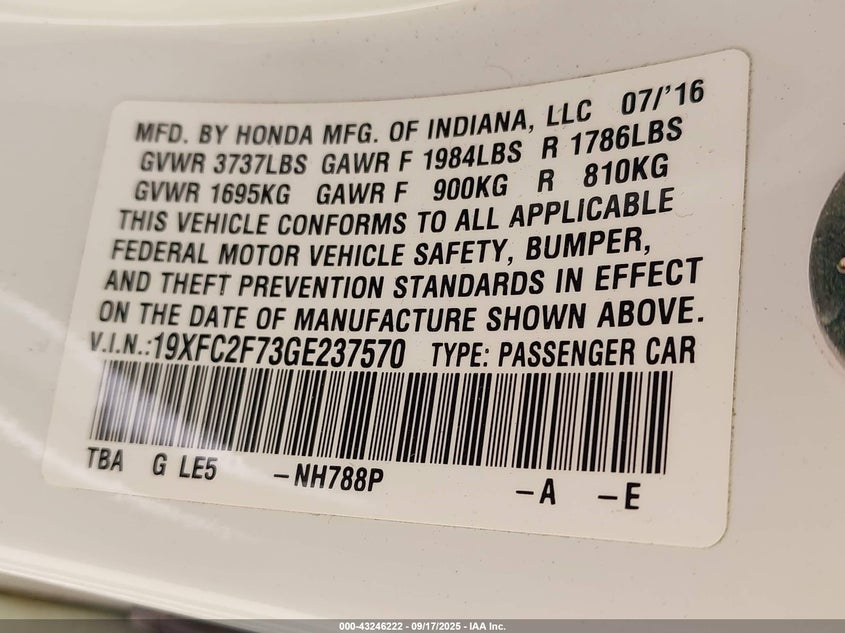 MFD. BY HONDA MFG. OF INDIANA, LLC 07/'16
GVWR 3737LBS GAWR F 1984LBS R 1786LBS
GVWR 1695KG GAWR F 900KG R 810KG
THIS VEHICLE CONFORMS TO ALL APPLICABLE
FEDERAL MOTOR VEHICLE SAFETY, BUMPER,
AND THEFT PREVENTION STANDARDS IN EFFECT
ON THE DATE OF MANUFACTURE SHOWN ABOVE.
V.I.N.:19XFC2F73GE237570 TYPE: PASSENGER CAR
TBA G LE5 -NH788P -A -E
000-43246222 - 09/17/2025 - IAA Inc.